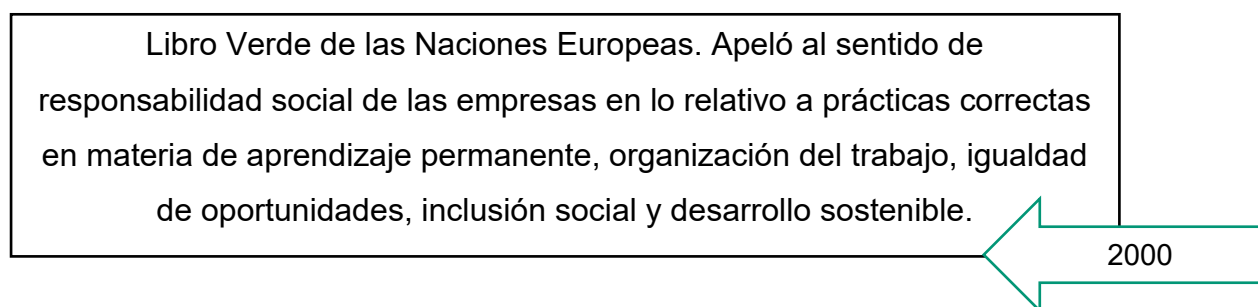 Libro Verde de las Naciones Europeas. Apeló al sentido de
responsabilidad social de las empresas en lo relativo a prácticas correctas
en materia de aprendizaje permanente, organización del trabajo, igualdad
de oportunidades, inclusión social y desarrollo sostenible.
2000